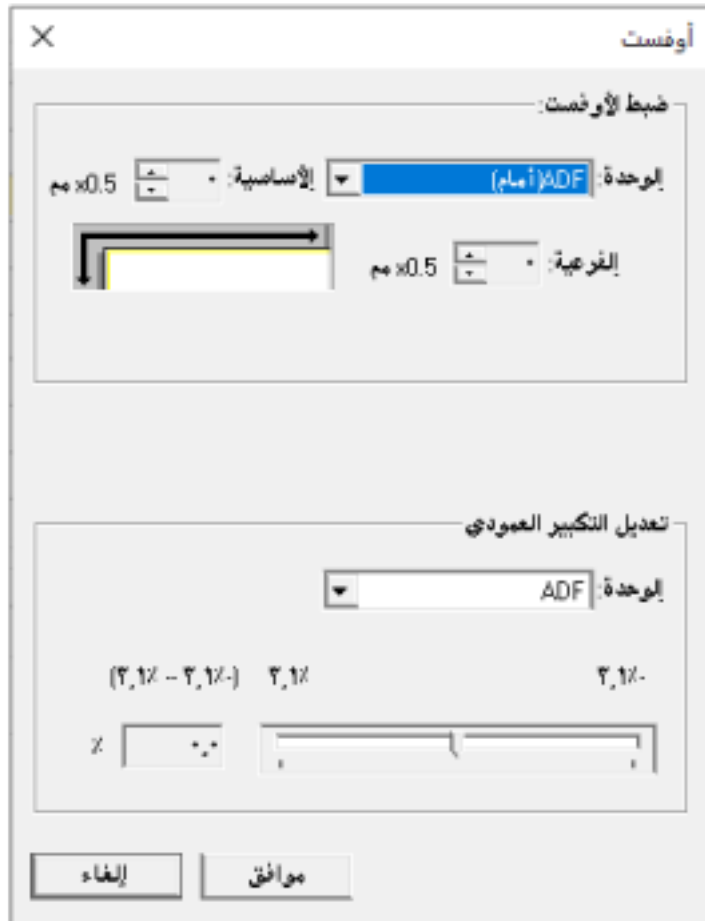 أوفست
ضبط الأوفست:
الوحدة: ADF(أمام) الأساسية: ٠ x0.5 مم
الفرعية: ٠ x0.5 مم
تعديل التكبير العمودي
الوحدة: ADF
-٣,١٪ ٣,١٪ (-٣,١٪ – ٣,١٪)
٠,٠ ٪
موافق إلغاء